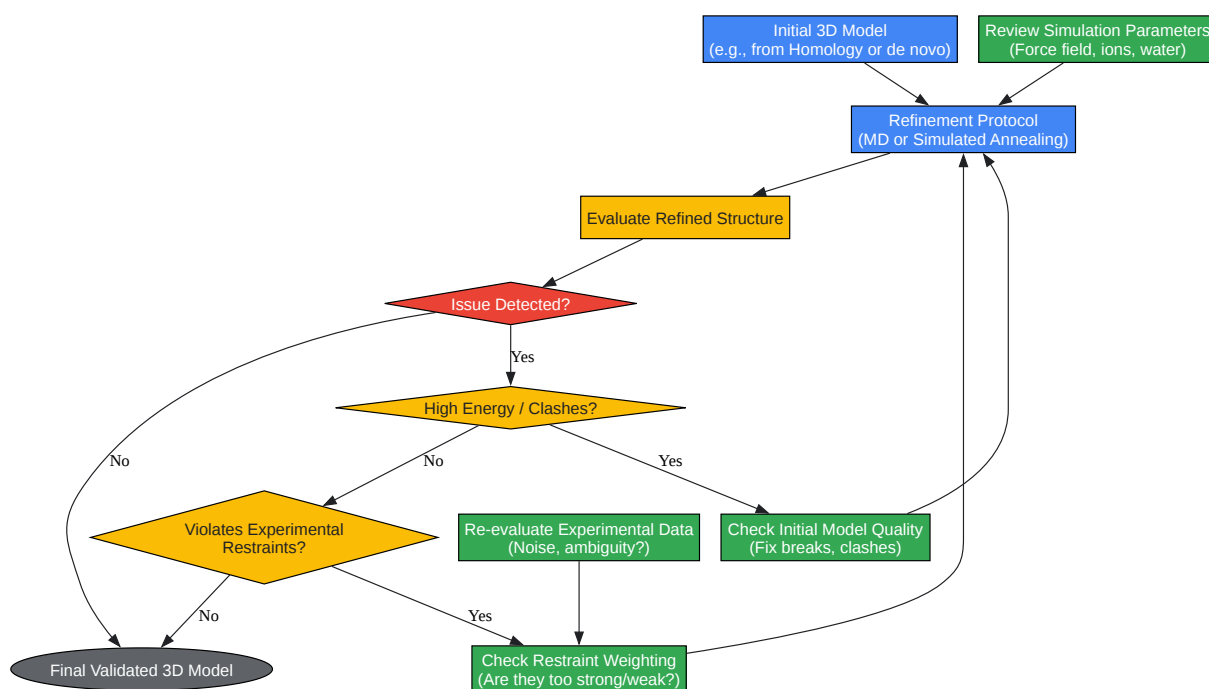 Initial 3D Model
(e.g., from Homology or de novo)
Review Simulation Parameters
(Force field, ions, water)
Refinement Protocol
(MD or Simulated Annealing)
Evaluate Refined Structure
Issue Detected?
Yes
High Energy / Clashes?
No
No
Yes
Violates Experimental
Restraints?
Re-evaluate Experimental Data
(Noise, ambiguity?)
Check Initial Model Quality
(Fix breaks, clashes)
No
Yes
Final Validated 3D Model
Check Restraint Weighting
(Are they too strong/weak?)